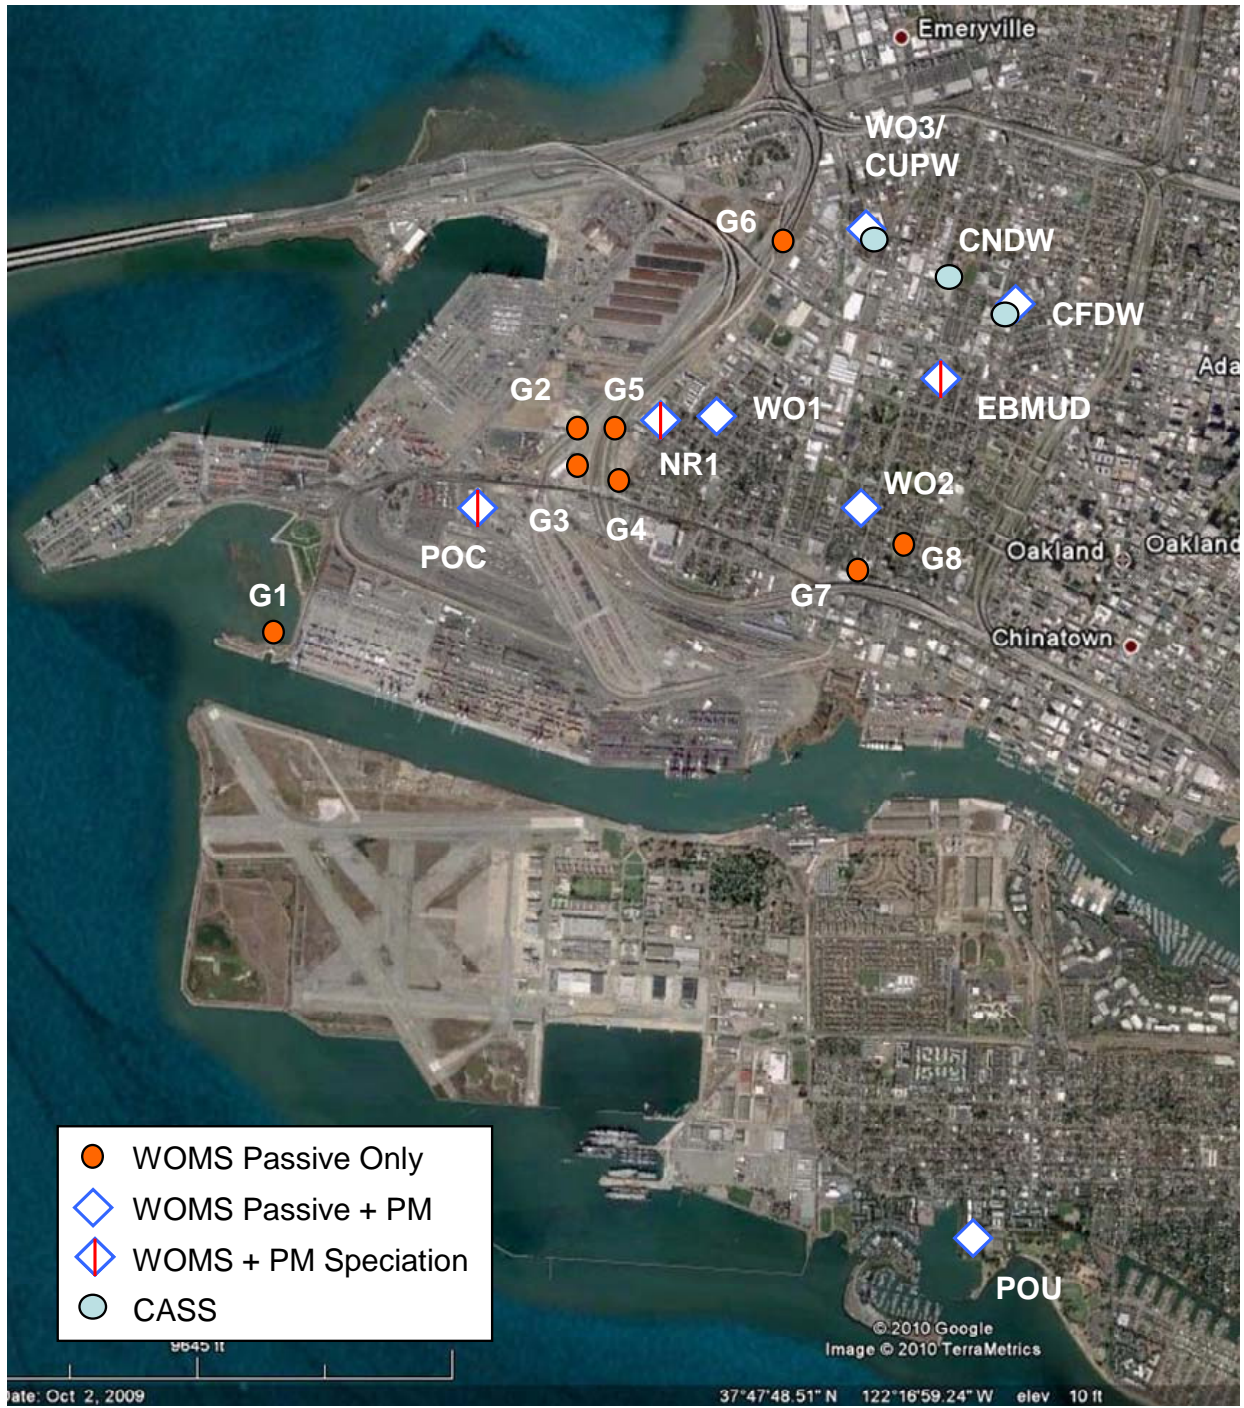 Emeryville
WO3/
CUPW
G6
CNDW
CFDW
Ada
G2
G5
WO1
EBMUD
NR1
WO2
G3
G4
POC
G8
Oakland
Oakland
G7
G1
Chinatown
WOMS Passive Only
WOMS Passive + PM
WOMS + PM Speciation
CASS
POU
© 2010 Google
Image © 2010 TerraMetrics
9645 ft
Date: Oct 2, 2009
37°47'48.51" N 122°16'59.24" W elev 10 ft